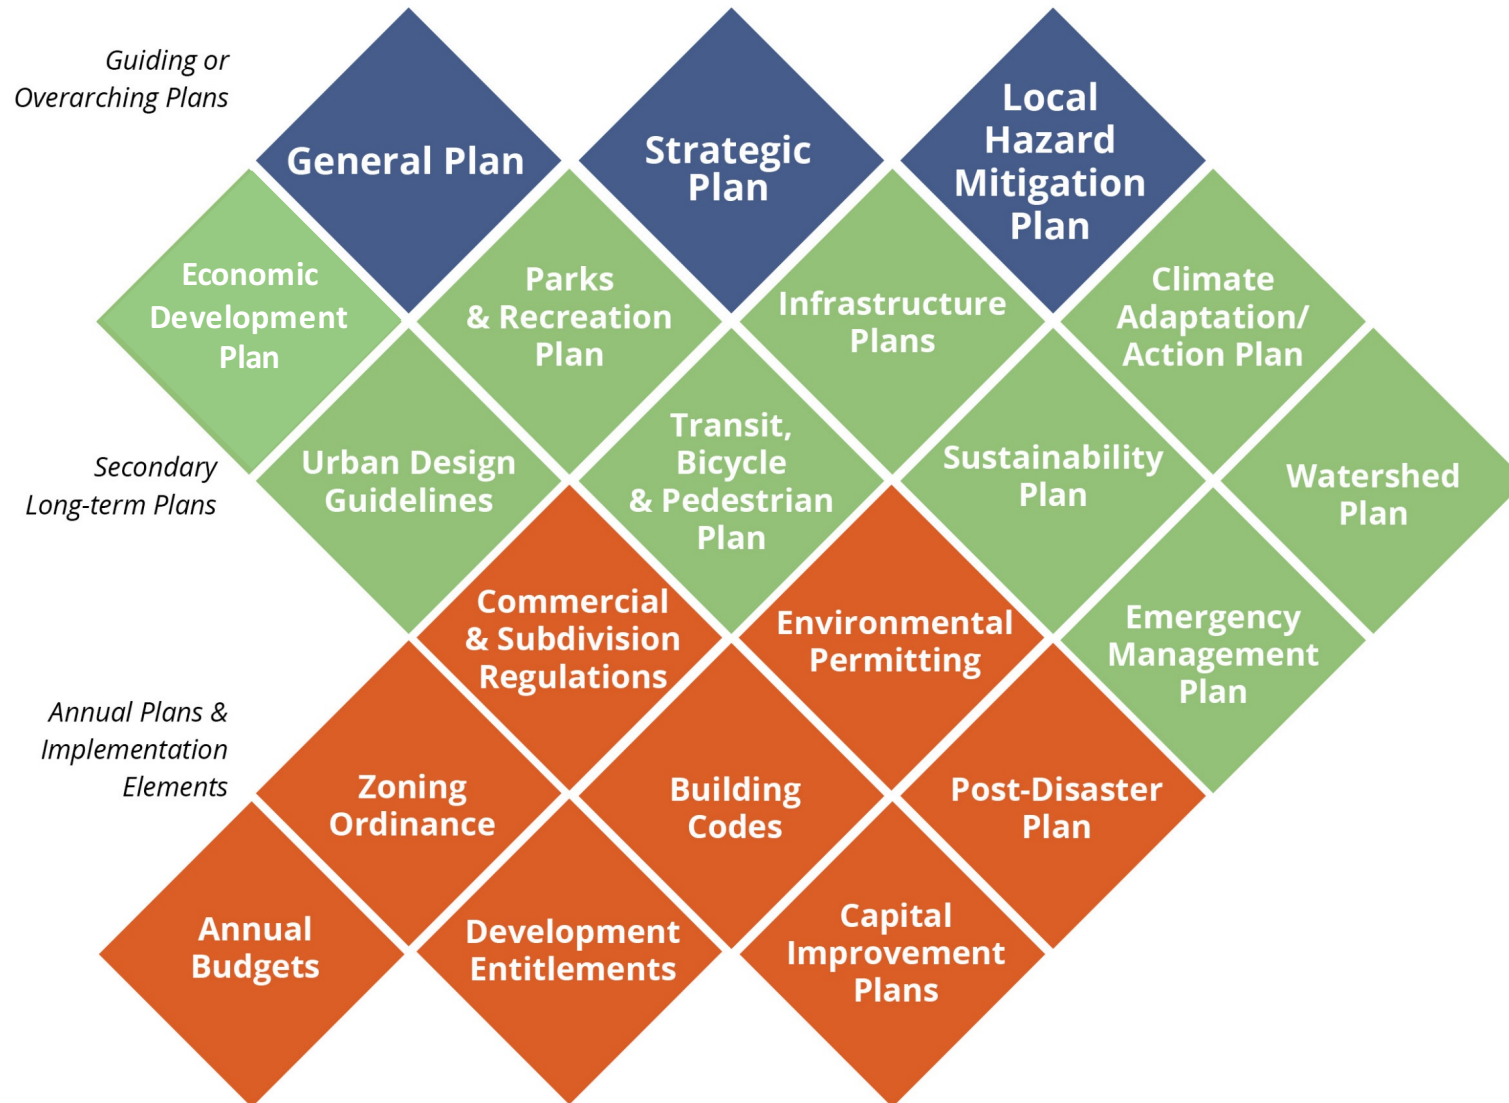 Guiding or
Overarching Plans
General Plan
Strategic
Plan
Local
Hazard
Mitigation
Plan
Economic
Development
Plan
Parks
& Recreation
Plan
Infrastructure
Plans
Climate
Adaptation/
Action Plan
Secondary
Long-term Plans
Urban Design
Guidelines
Transit,
Bicycle
& Pedestrian
Plan
Sustainability
Plan
Watershed
Plan
Commercial
& Subdivision
Regulations
Environmental
Permitting
Emergency
Management
Plan
Annual Plans &
Implementation
Elements
Zoning
Ordinance
Building
Codes
Post-Disaster
Plan
Annual
Budgets
Development
Entitlements
Capital
Improvement
Plans